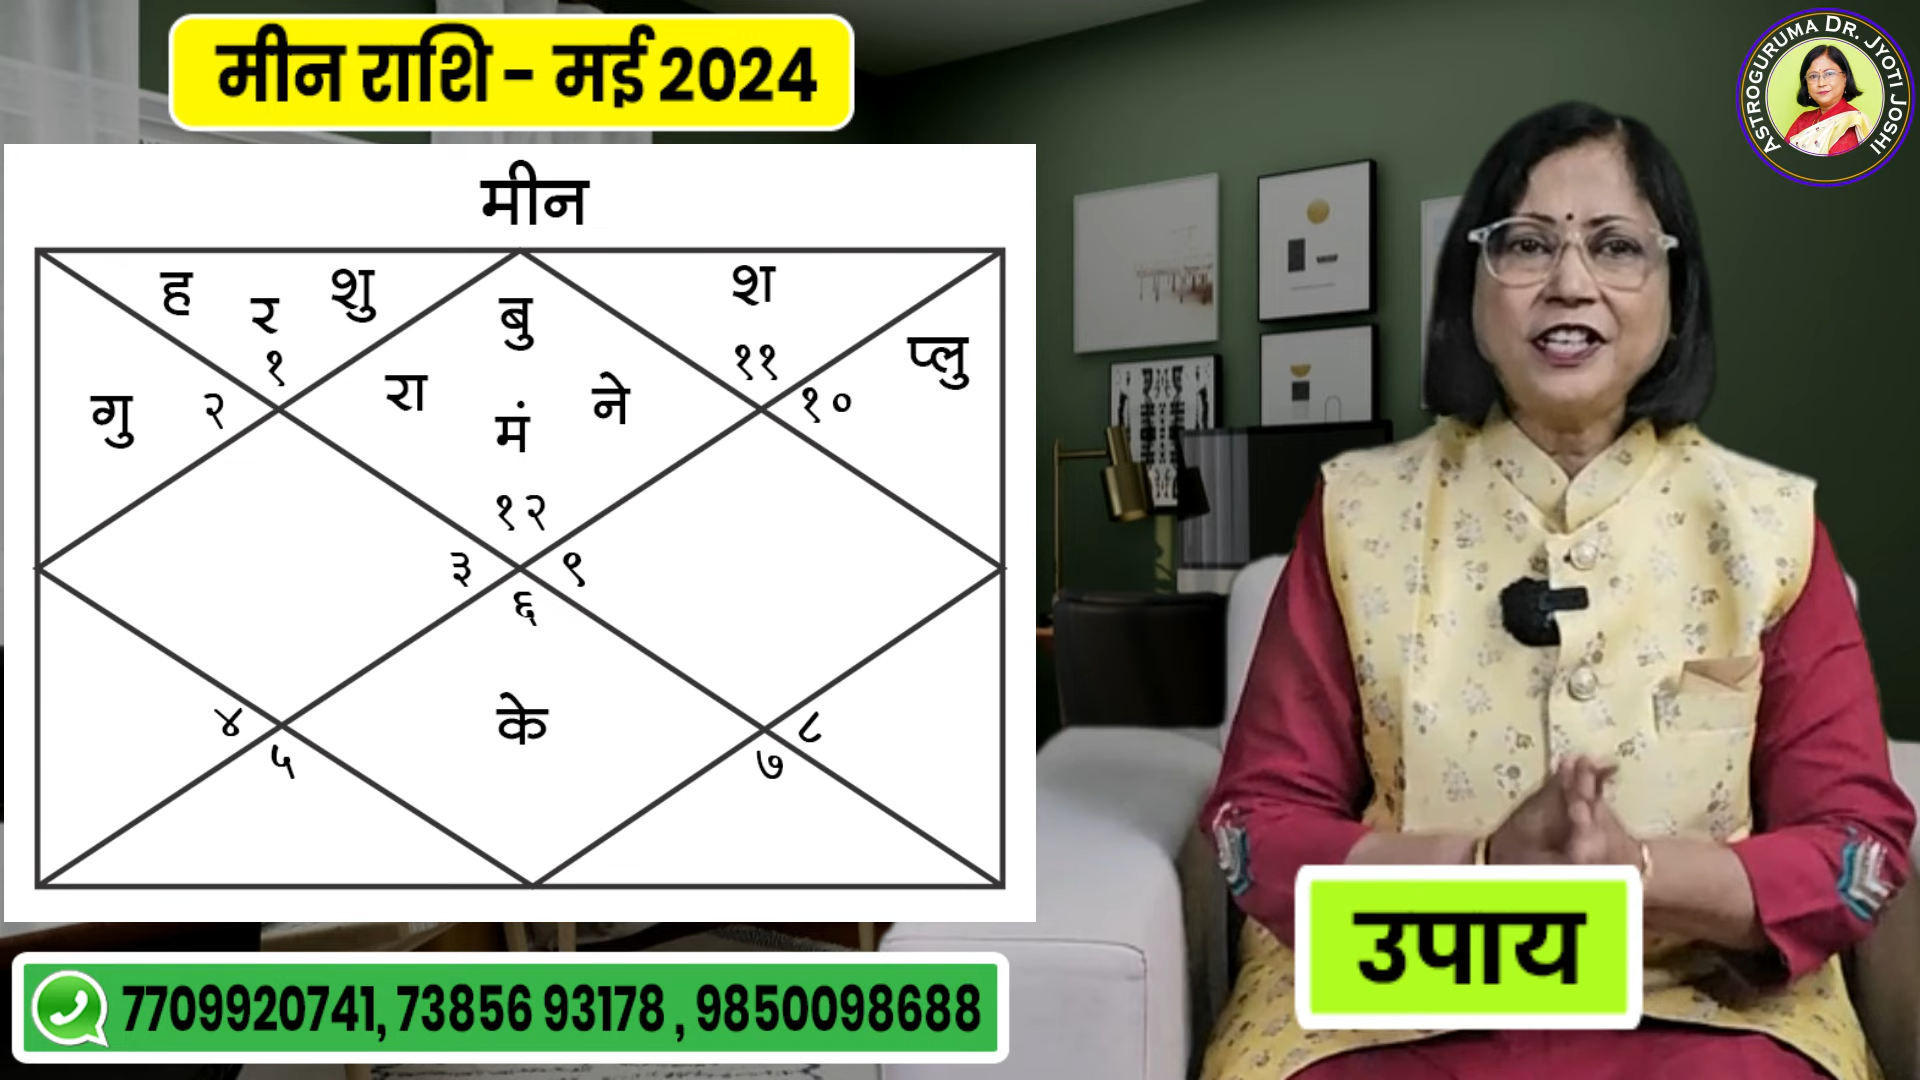 मीन राशि - मई 2024
ASTROGURUMA DR. JYOTI JOSHI
मीन
ह र शु
१
बु
रा मं ने
१२
श
११
प्लु
१०
गु २
३ ९
६
के
४
५
८
७
7709920741, 73856 93178 , 9850098688
उपाय